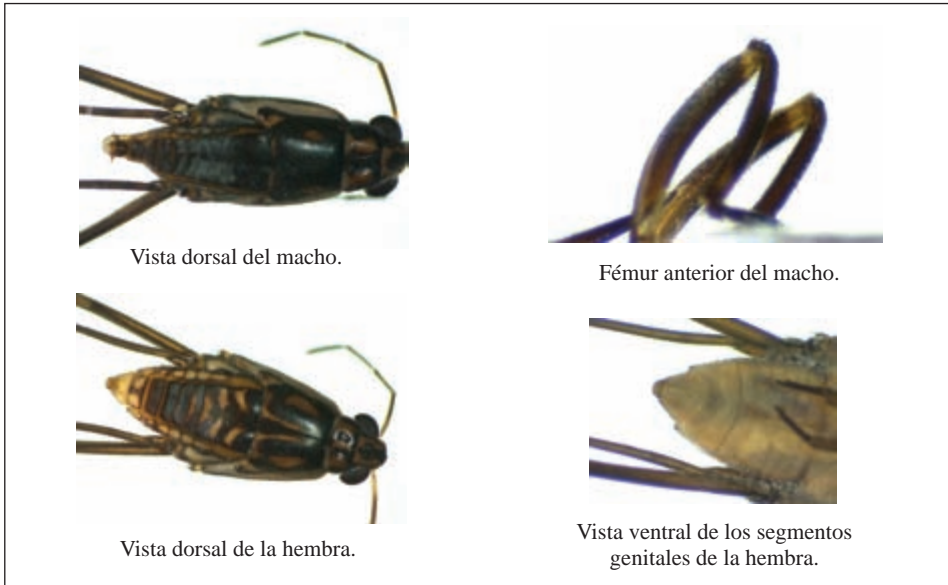 Vista dorsal del macho.
Fémur anterior del macho.
Vista dorsal de la hembra.
Vista ventral de los segmentos
genitales de la hembra.